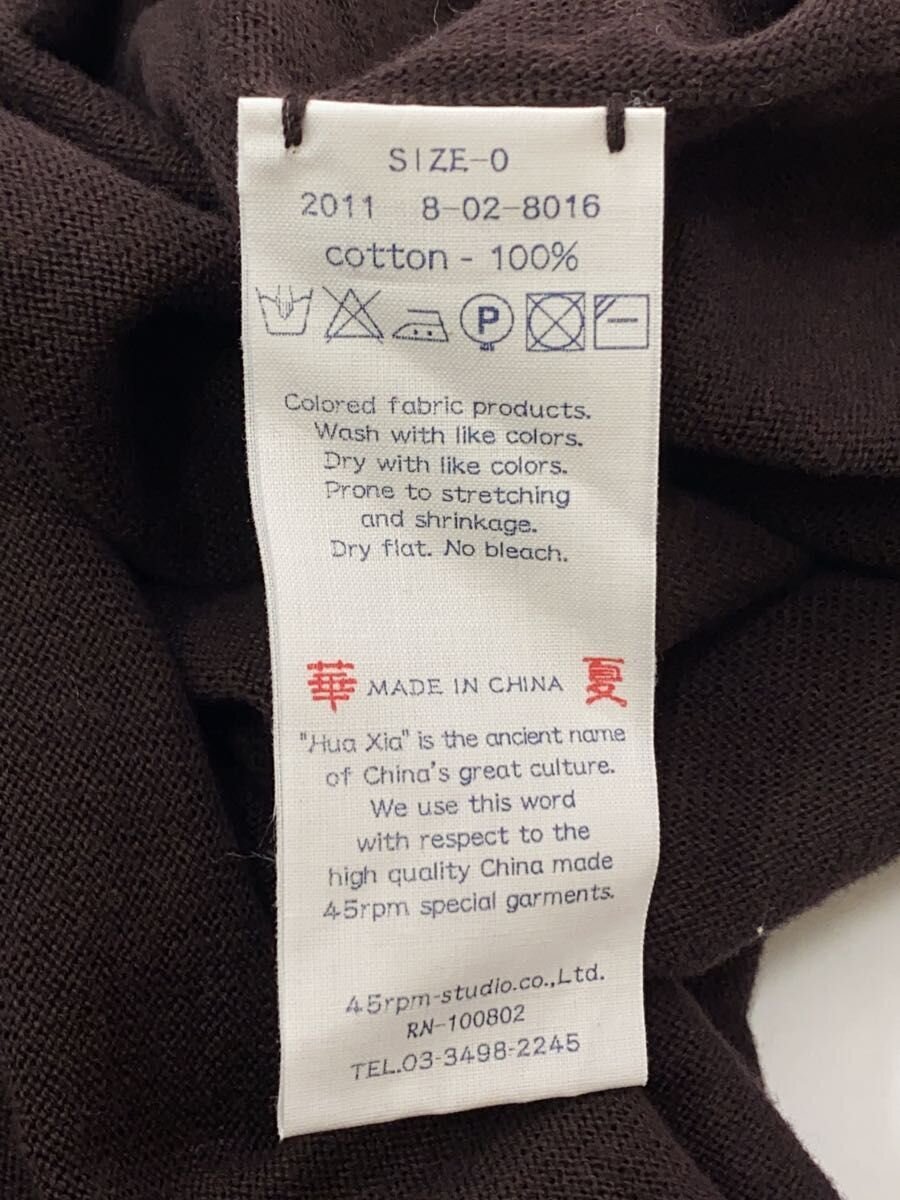 SIZE-0
2011 8-02-8016
cotton - 100%
P
Colored fabric products.
Wash with like colors.
Dry with like colors.
Prone to stretching
and shrinkage.
Dry flat. No bleach.
華 MADE IN CHINA 夏
"Hua Xia" is the ancient name
of China's great culture.
We use this word
with respect to the
high quality China made
45rpm special garments.
45rpm-studio.co.,Ltd.
RN-100802
TEL.03-3498-2245